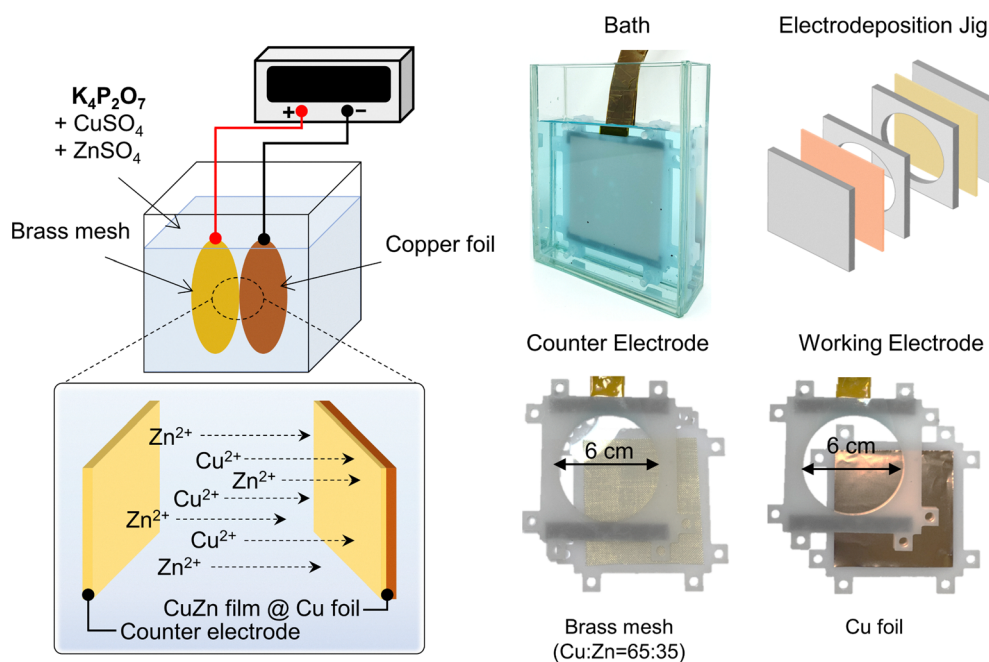 K₄P₂O₇
+ CuSO₄
+ ZnSO₄
+ −
Brass mesh
Copper foil
Zn²⁺
Cu²⁺
Zn²⁺
Cu²⁺
Zn²⁺
Cu²⁺
Zn²⁺
CuZn film @ Cu foil
Counter electrode
Bath
Electrodeposition Jig
Counter Electrode
6 cm
Brass mesh
(Cu:Zn=65:35)
Working Electrode
6 cm
Cu foil